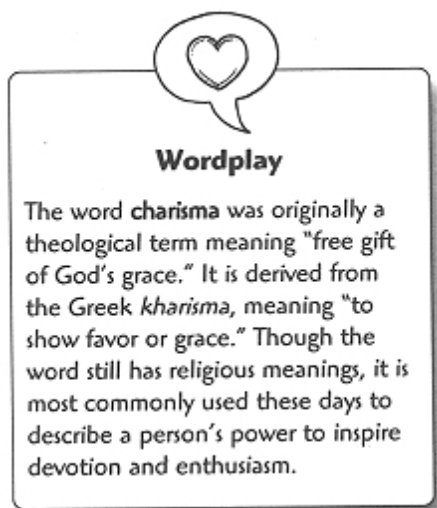 Wordplay
The word charisma was originally a
theological term meaning "free gift
of God's grace." It is derived from
the Greek kharisma, meaning "to
show favor or grace." Though the
word still has religious meanings, it is
most commonly used these days to
describe a person's power to inspire
devotion and enthusiasm.